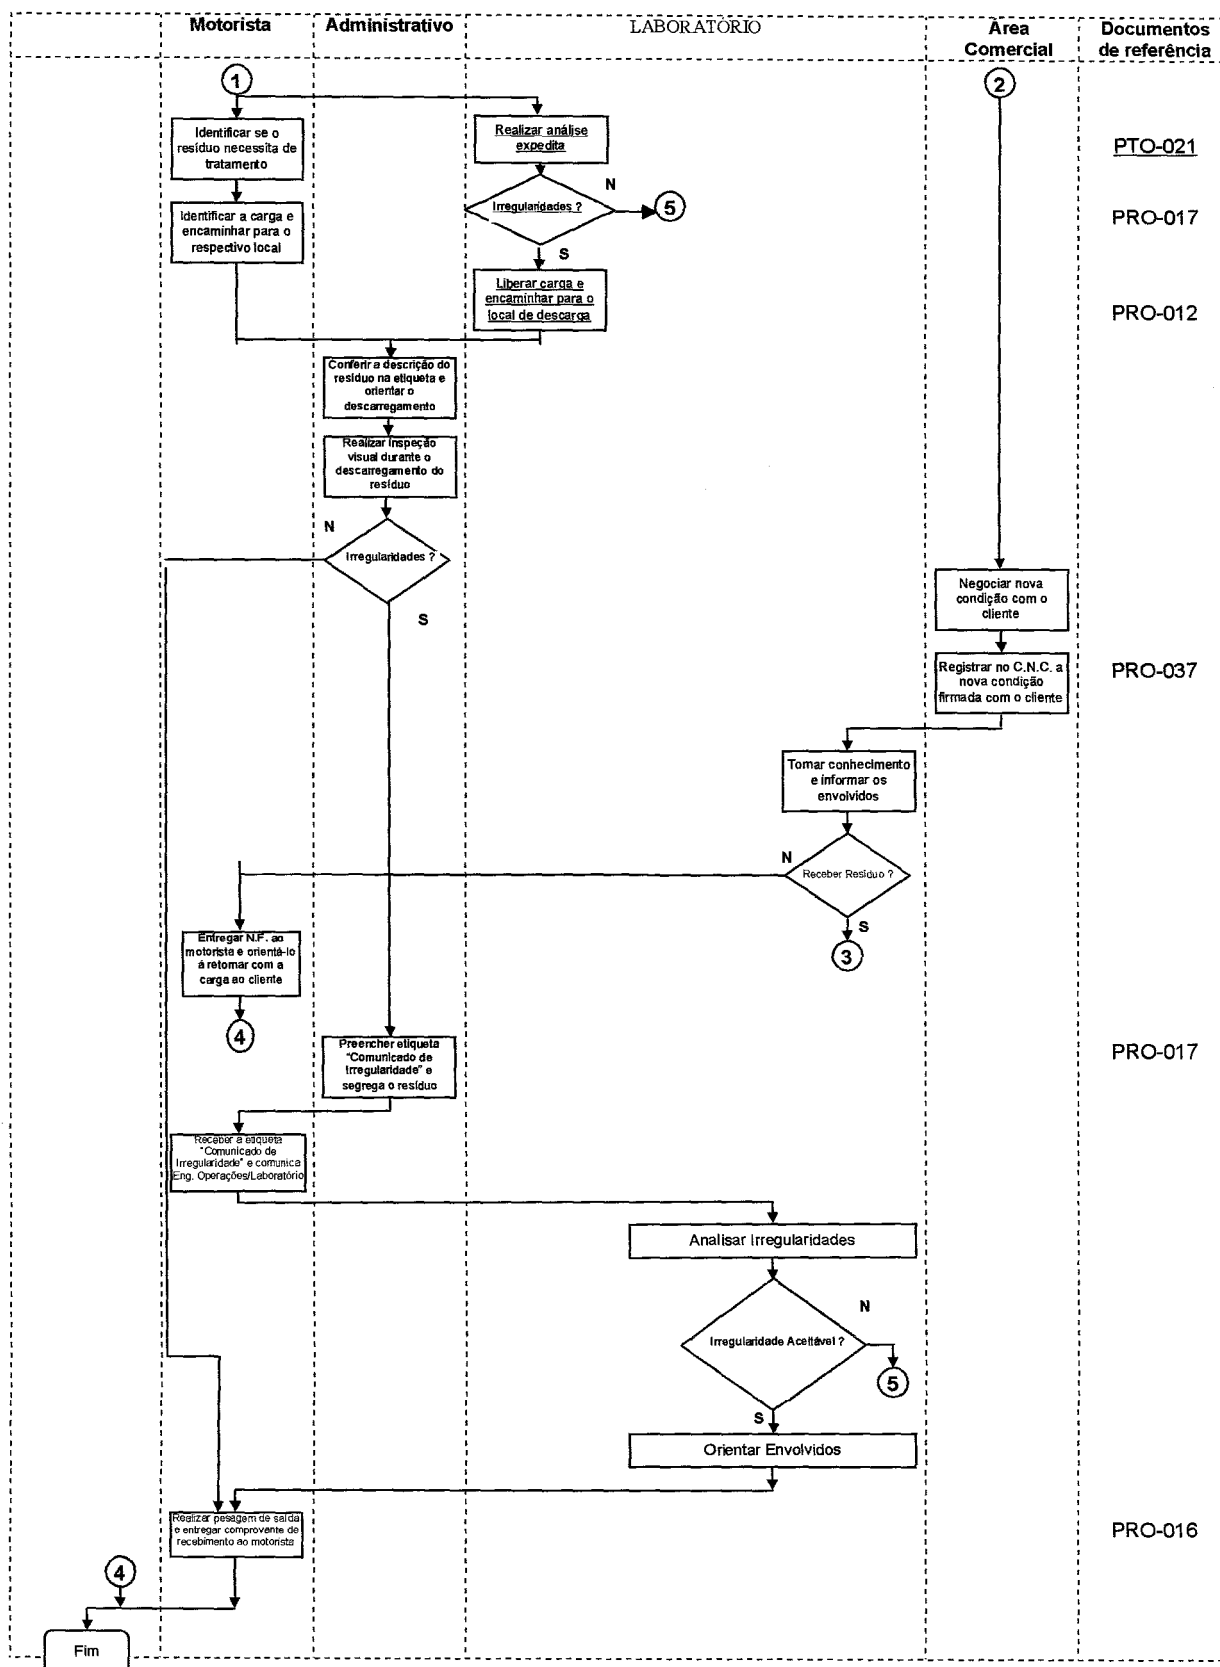 Motorista
Administrativo
LABORATÓRIO
Área
Comercial
Documentos
de referência
1
2
Identificar se o
resíduo necessita de
tratamento
Realizar análise
expedita
PTO-021
Identificar a carga e
encaminhar para o
respectivo local
Irregularidades ?
N
5
S
PRO-017
Liberar carga e
encaminhar para o
local de descarga
PRO-012
Conferir a descrição do
resíduo na etiqueta e
orientar o
descarregamento
Realizar inspeção
visual durante o
descarregamento do
resíduo
N
Irregularidades ?
S
Negociar nova
condição com o
cliente
Registrar no C.N.C. a
nova condição
firmada com o cliente
PRO-037
Tomar conhecimento
e informar os
envolvidos
N
Receber Resíduo ?
S
3
Entregar N.F. ao
motorista e orientá-lo
á retornar com a
carga ao cliente
4
Preencher etiqueta
"Comunicado de
Irregularidade" e
segrega o resíduo
PRO-017
Receber a etiqueta
"Comunicado de
Irregularidade" e comunica
Eng. Operações/Laboratório
Analisar Irregularidades
Irregularidade Aceitável ?
N
5
S
Orientar Envolvidos
Realizar pesagem de saída
e entregar comprovante de
recebimento ao motorista
PRO-016
4
Fim